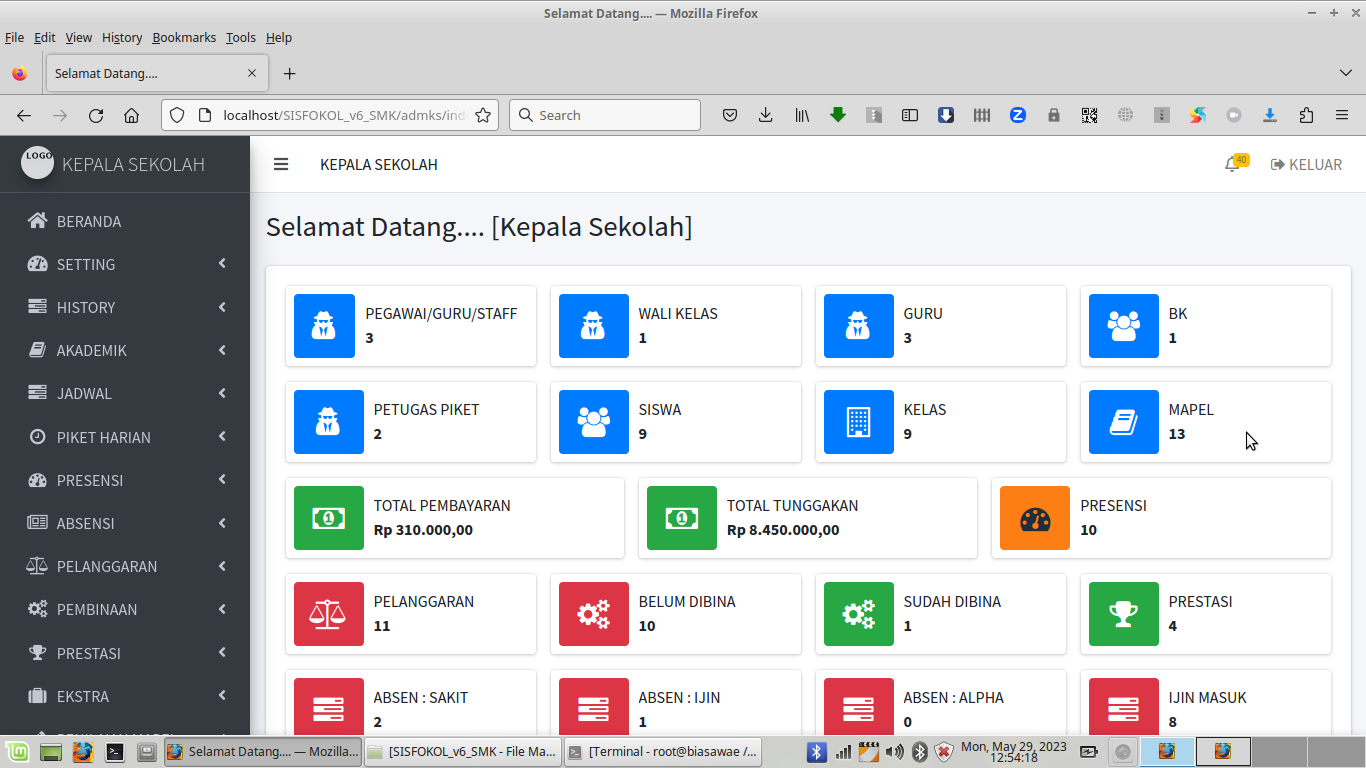 Selamat Datang.... — Mozilla Firefox
File Edit View History Bookmarks Tools Help
Selamat Datang....
localhost/SISFOKOL_v6_SMK/admks/ind
Search
LOGO
KEPALA SEKOLAH
KEPALA SEKOLAH
40
KELUAR
BERANDA
SETTING
HISTORY
AKADEMIK
JADWAL
PIKET HARIAN
PRESENSI
ABSENSI
PELANGGARAN
PEMBINAAN
PRESTASI
EKSTRA
Selamat Datang.... [Kepala Sekolah]
PEGAWAI/GURU/STAFF
3
WALI KELAS
1
GURU
3
BK
1
PETUGAS PIKET
2
SISWA
9
KELAS
9
MAPEL
13
TOTAL PEMBAYARAN
Rp 310.000,00
TOTAL TUNGGAKAN
Rp 8.450.000,00
PRESENSI
10
PELANGGARAN
11
BELUM DIBINA
10
SUDAH DIBINA
1
PRESTASI
4
ABSEN : SAKIT
2
ABSEN : IJIN
1
ABSEN : ALPHA
0
IJIN MASUK
8
Selamat Datang.... — Mozilla...
[SISFOKOL_v6_SMK - File Ma...
[Terminal - root@biasawae /...
Mon, May 29, 2023
12:54:18